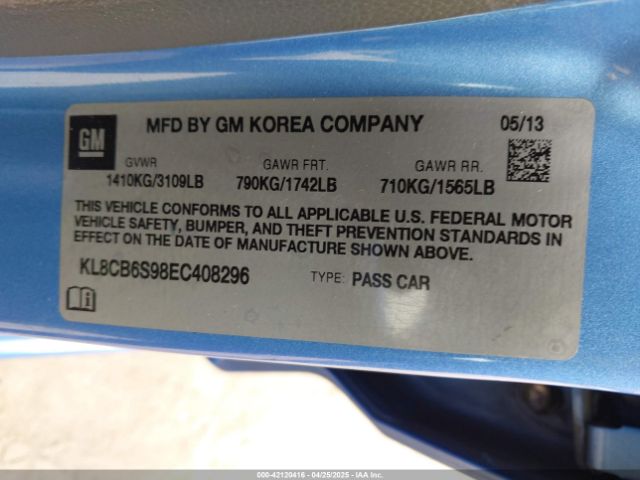 GM
MFD BY GM KOREA COMPANY 05/13
GVWR GAWR FRT. GAWR RR.
1410KG/3109LB 790KG/1742LB 710KG/1565LB
THIS VEHICLE CONFORMS TO ALL APPLICABLE U.S. FEDERAL MOTOR
VEHICLE SAFETY, BUMPER, AND THEFT PREVENTION STANDARDS IN
EFFECT ON THE DATE OF MANUFACTURE SHOWN ABOVE.
KL8CB6S98EC408296 TYPE: PASS CAR
000-42120416 - 04/25/2025 - IAAI.COM